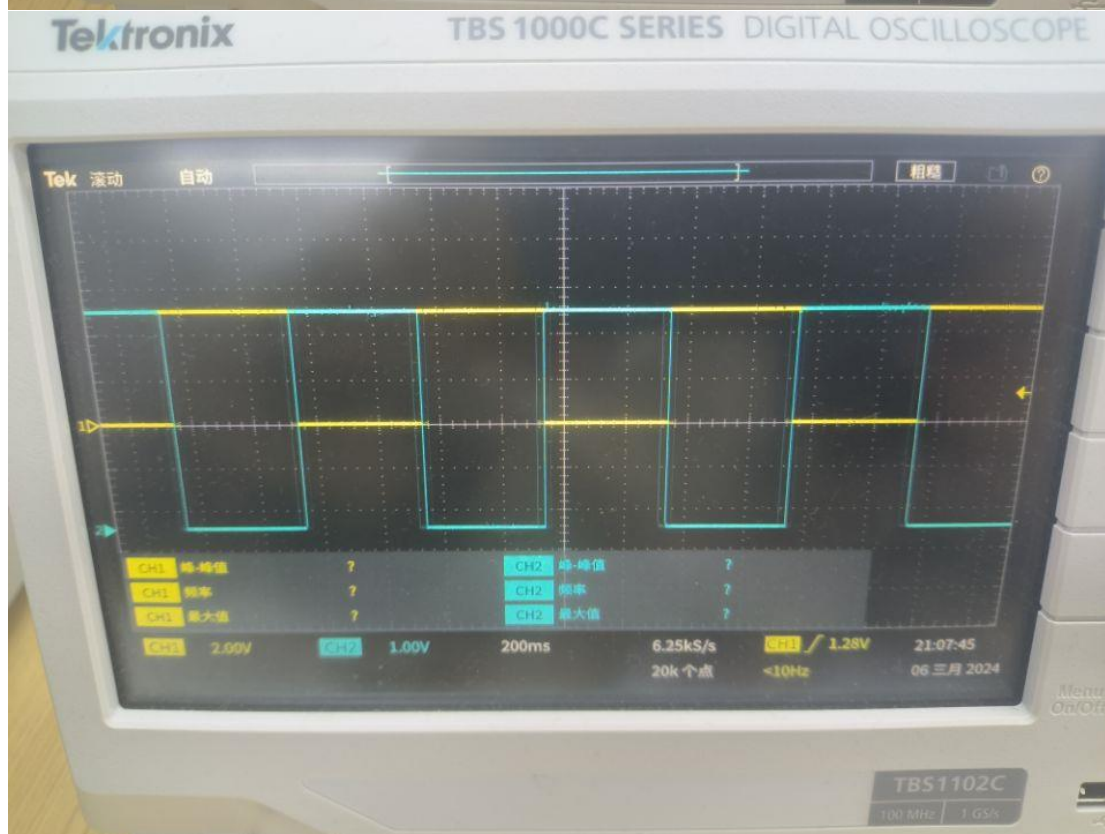 Tektronix TBS 1000C SERIES DIGITAL OSCILLOSCOPE
Tek 滚动 自动 粗糙 ?
1
2
CH1 峰-峰值 ? CH2 峰-峰值 ?
CH1 频率 ? CH2 频率 ?
CH1 最大值 ? CH2 最大值 ?
CH1 2.00V CH2 1.00V 200ms 6.25kS/s CH1 1.28V 21:07:45
20k 个点 <10Hz 06 三月 2024
Menu
On/Off
TBS1102C
100 MHz 1 GS/s